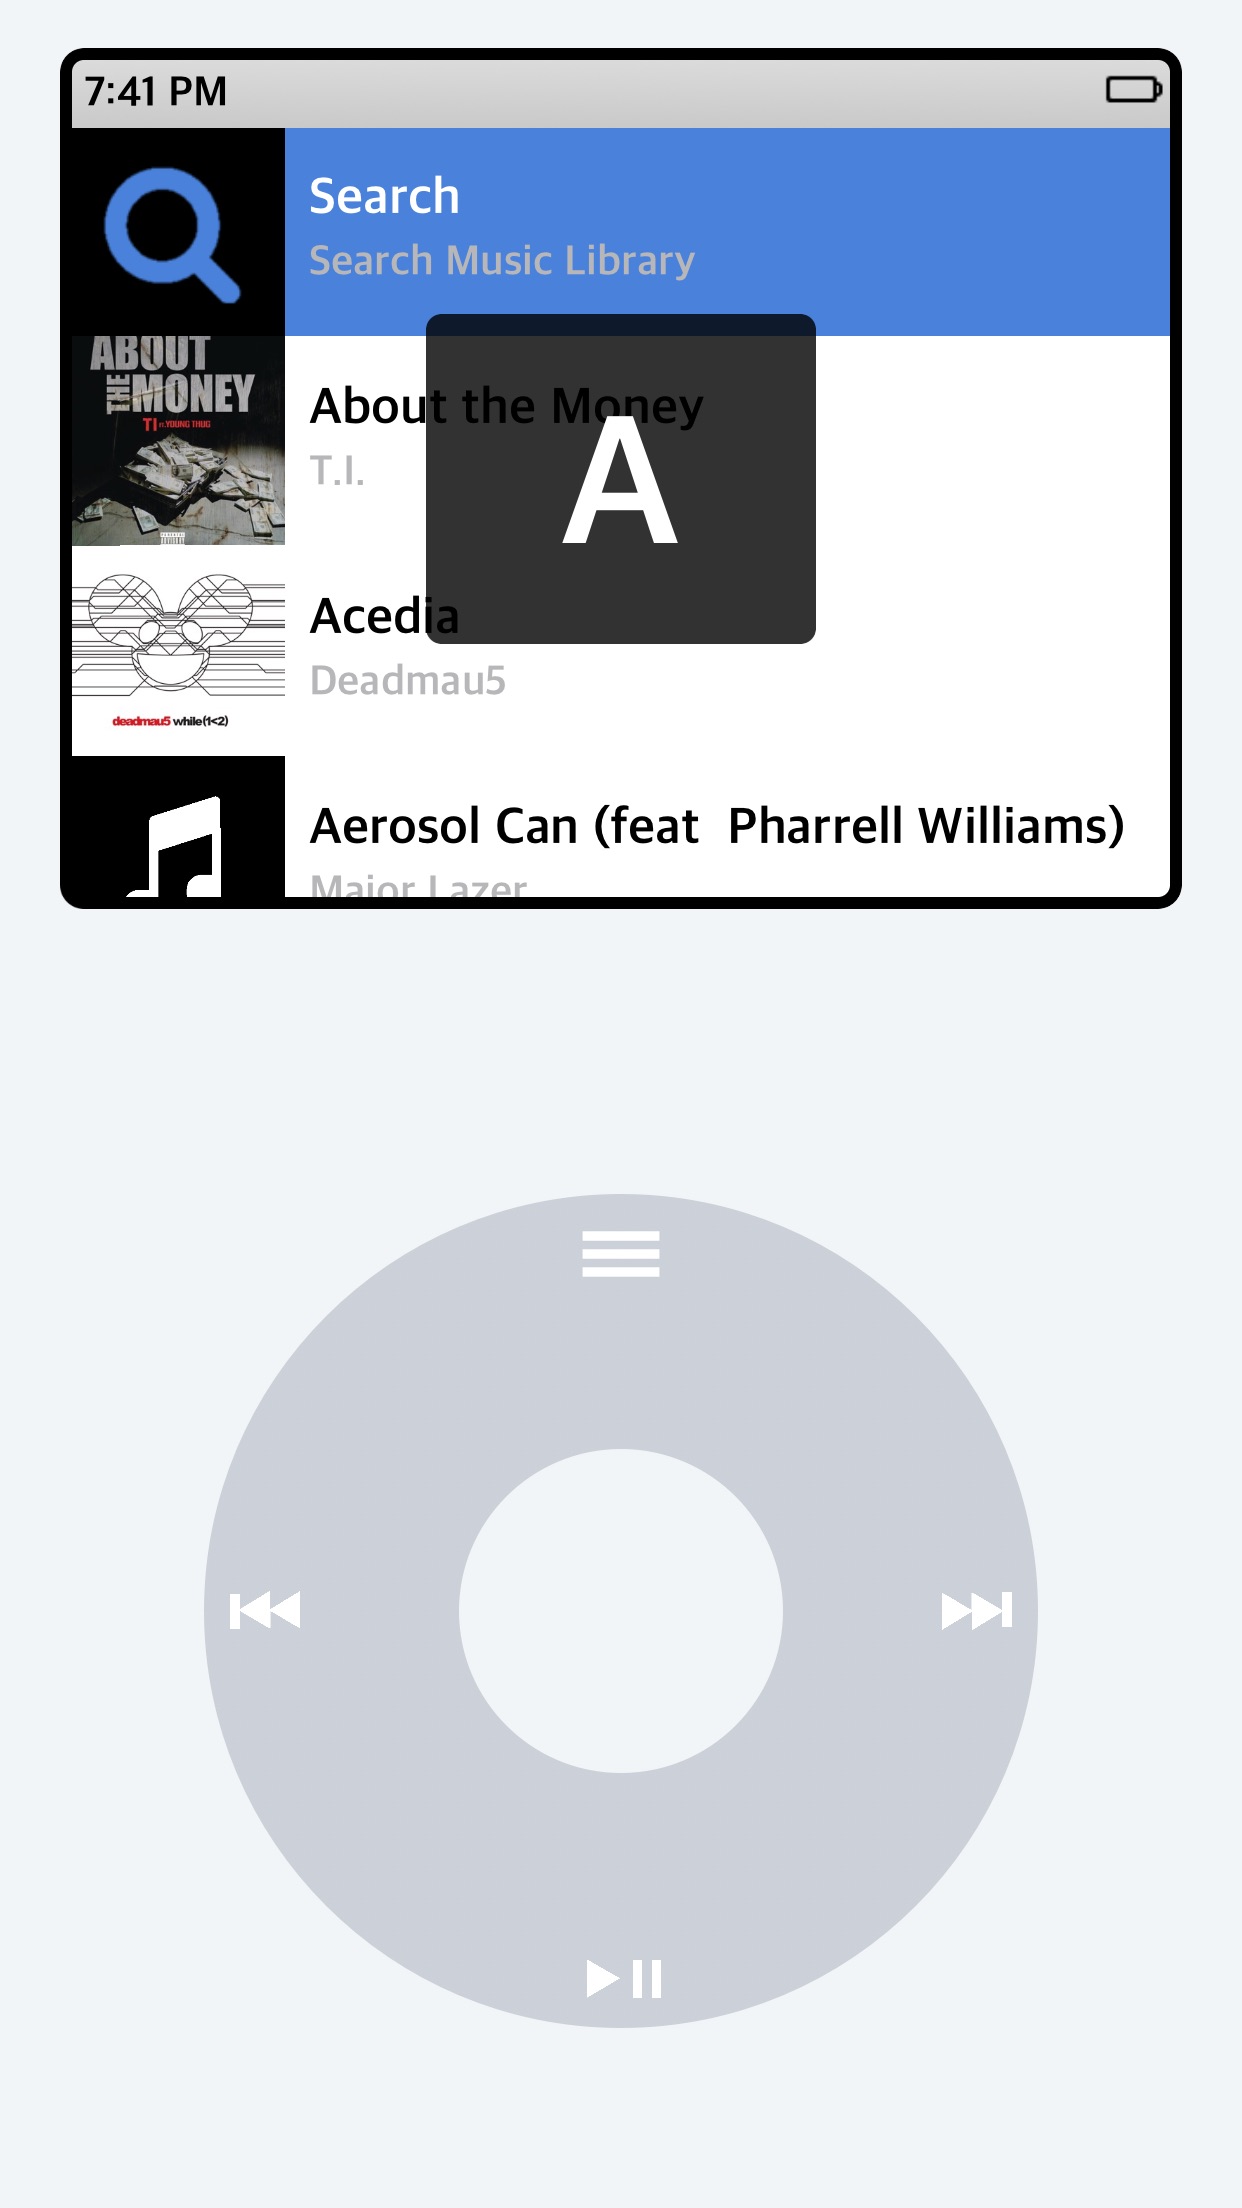 7:41 PM
Search
Search Music Library
ABOUT
THE MONEY
TI FT. YOUNG THUG
About the Money
T.I.
A
Acedia
Deadmau5
deadmau5 while(1<2)
Aerosol Can (feat  Pharrell Williams)
Major Lazer